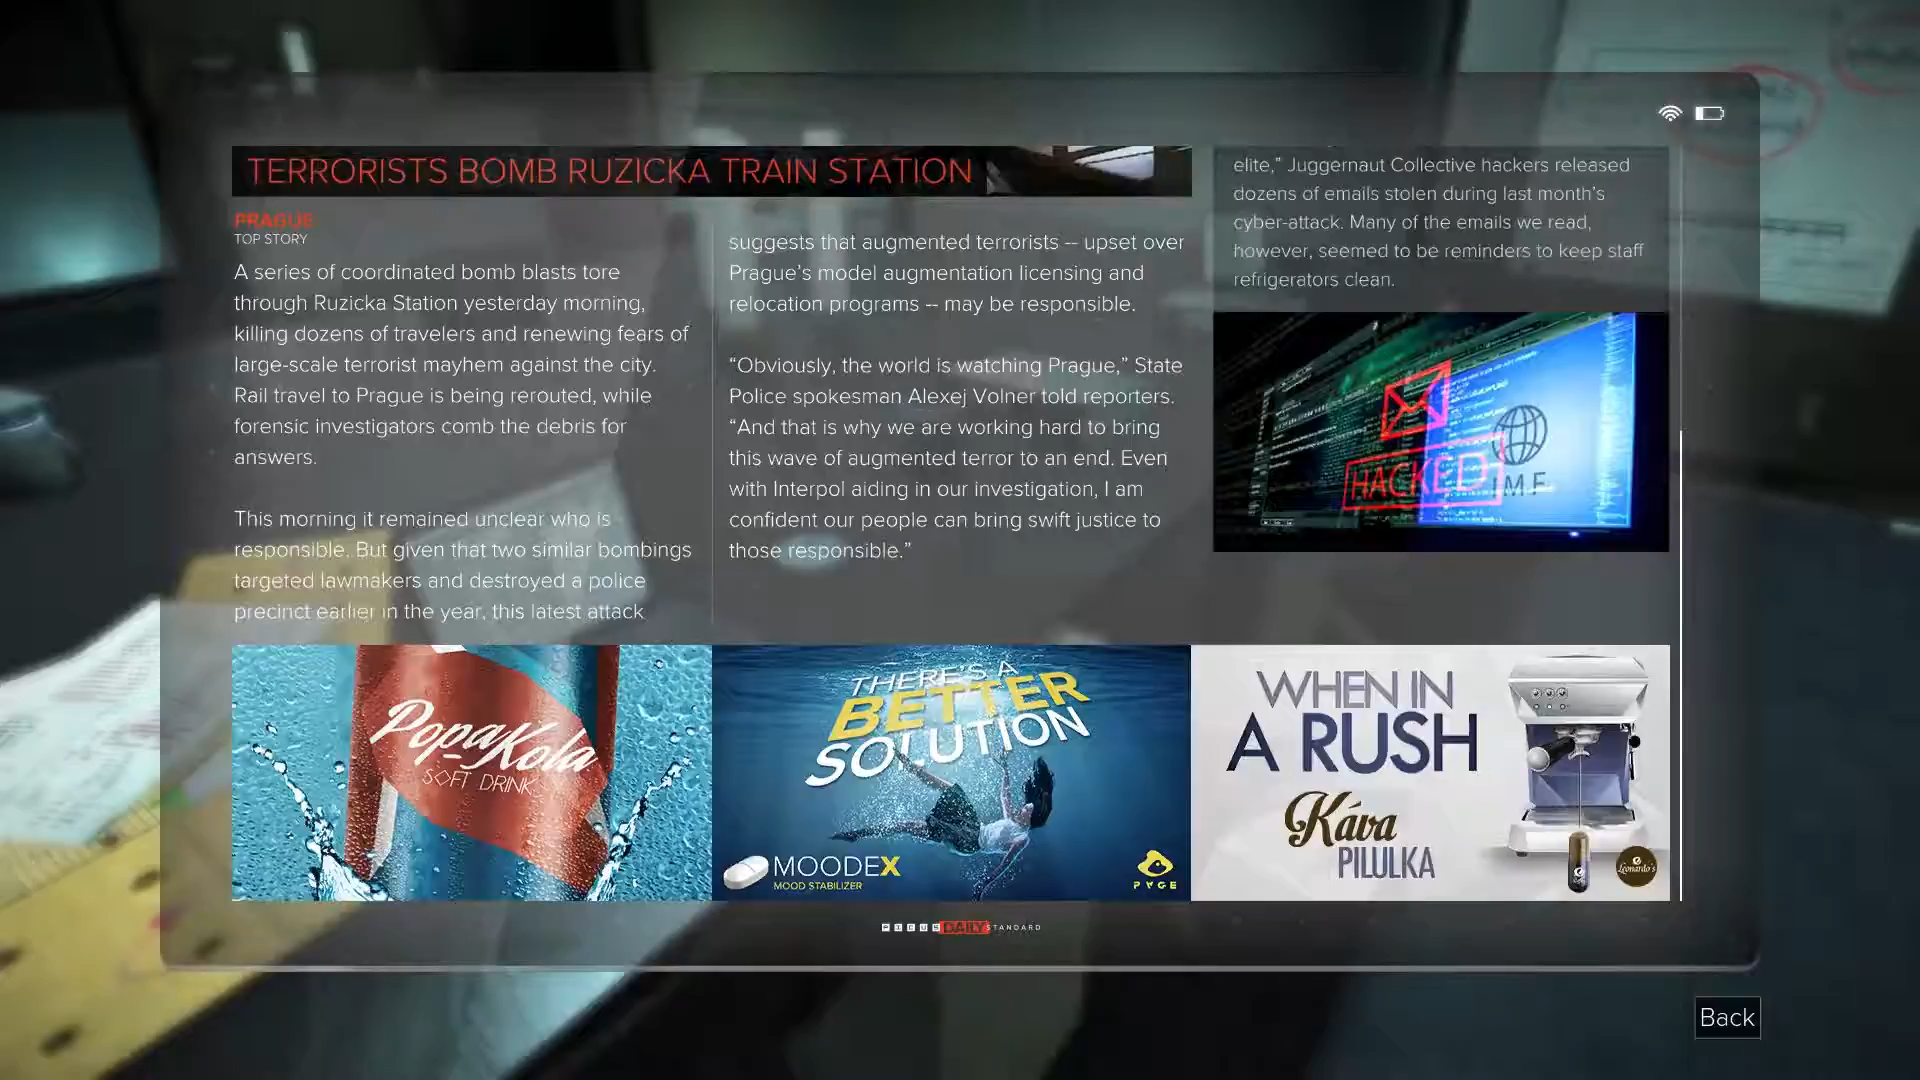 TERRORISTS BOMB RUZICKA TRAIN STATION
PRAGUE
TOP STORY
A series of coordinated bomb blasts tore
through Ruzicka Station yesterday morning,
killing dozens of travelers and renewing fears of
large-scale terrorist mayhem against the city.
Rail travel to Prague is being rerouted, while
forensic investigators comb the debris for
answers.
This morning it remained unclear who is
responsible. But given that two similar bombings
targeted lawmakers and destroyed a police
precinct earlier in the year, this latest attack
suggests that augmented terrorists -- upset over
Prague's model augmentation licensing and
relocation programs -- may be responsible.
“Obviously, the world is watching Prague,” State
Police spokesman Alexej Volner told reporters.
“And that is why we are working hard to bring
this wave of augmented terror to an end. Even
with Interpol aiding in our investigation, I am
confident our people can bring swift justice to
those responsible.”
elite,” Juggernaut Collective hackers released
dozens of emails stolen during last month's
cyber-attack. Many of the emails we read,
however, seemed to be reminders to keep staff
refrigerators clean.
HACKED
IMF
Popa-Kola
SOFT DRINK
THERE'S A
BETTER
SOLUTION
MOODEX
MOOD STABILIZER
PAGE
WHEN IN
A RUSH
Káva
PILULKA
Leonardo's
PICUS DAILY STANDARD
Back